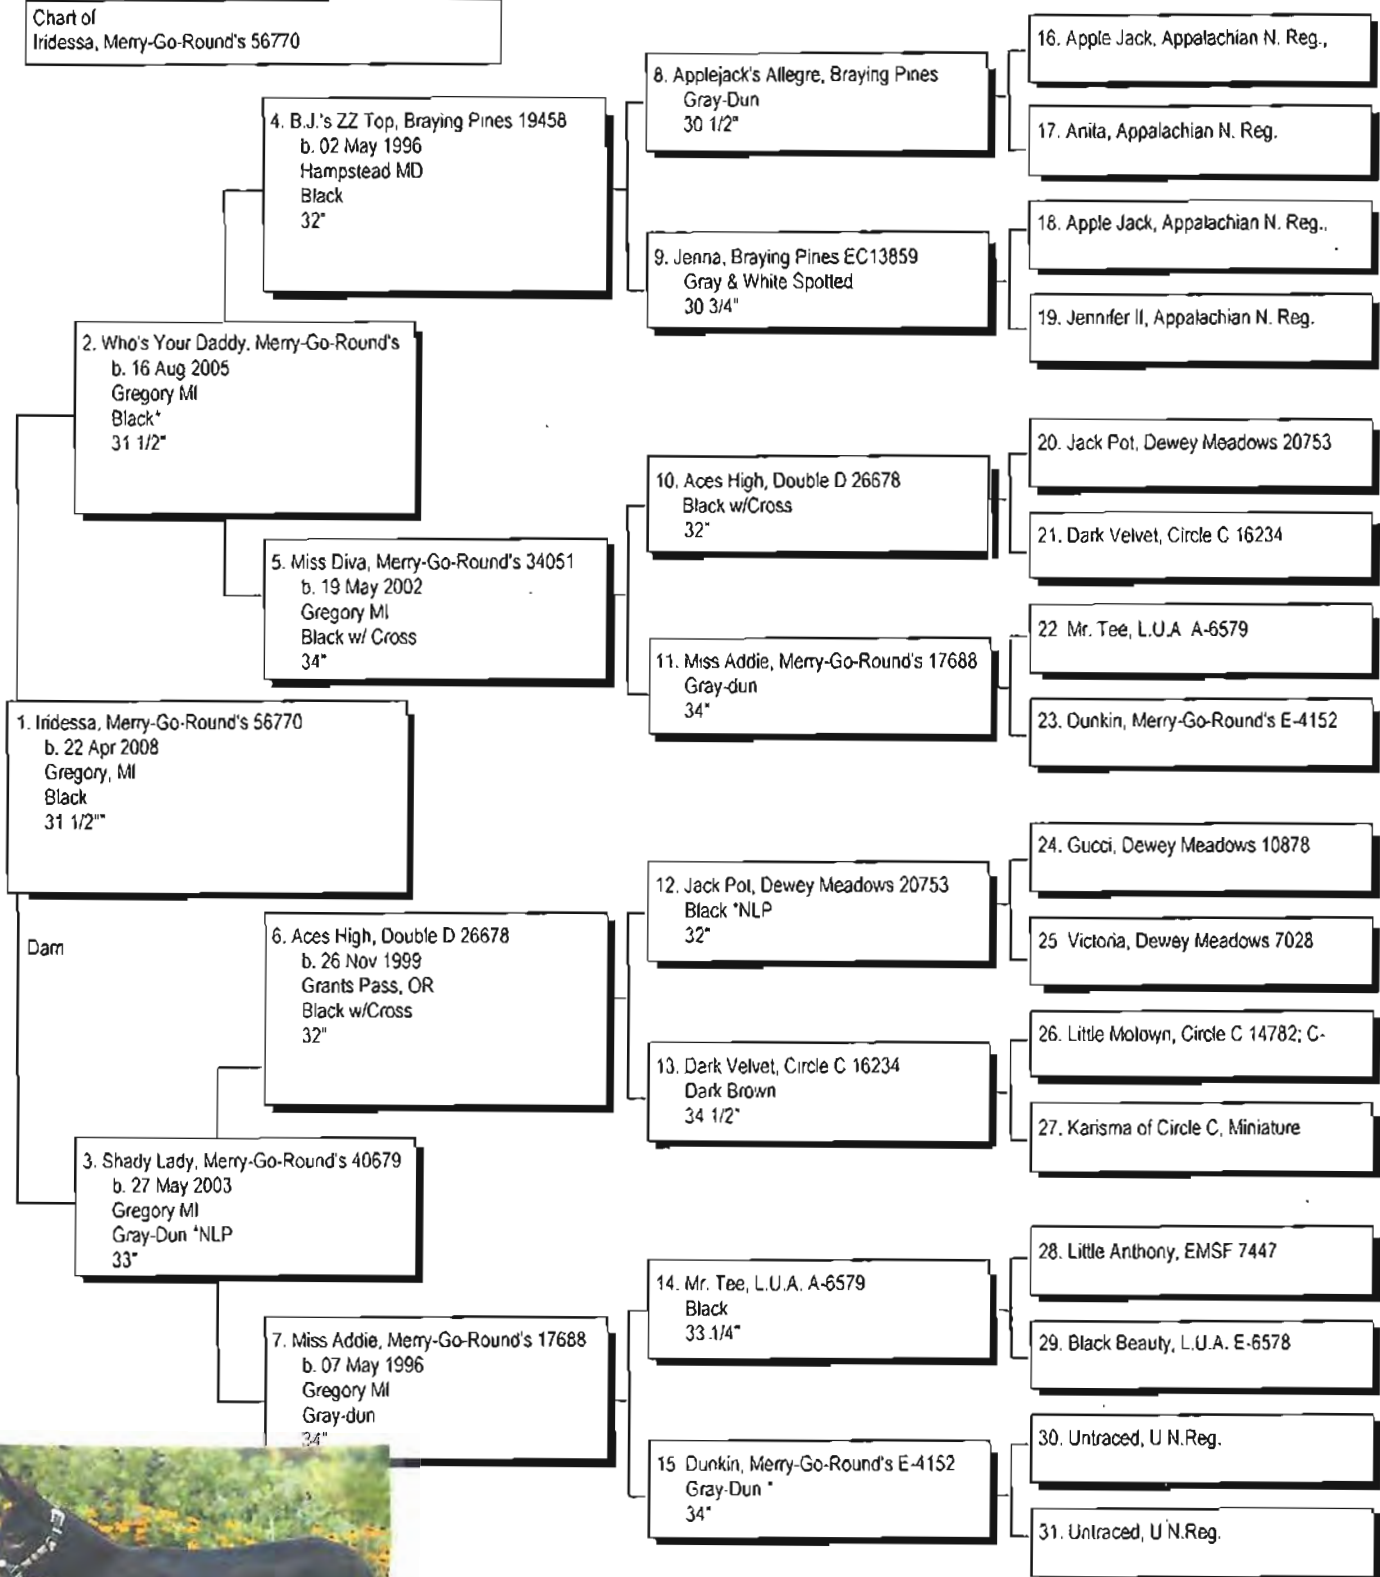 Chart of
Iridessa, Merry-Go-Round's 56770
16. Apple Jack, Appalachian N. Reg.,
8. Applejack's Allegre, Braying Pines
Gray-Dun
30 1/2"
17. Anita, Appalachian N. Reg.
4. B.J.'s ZZ Top, Braying Pines 19458
b. 02 May 1996
Hampstead MD
Black
32"
18. Apple Jack, Appalachian N. Reg.,
9. Jenna, Braying Pines EC13859
Gray & White Spotted
30 3/4"
19. Jennifer II, Appalachian N. Reg.
2. Who's Your Daddy, Merry-Go-Round's
b. 16 Aug 2005
Gregory MI
Black*
31 1/2"
20. Jack Pot, Dewey Meadows 20753
10. Aces High, Double D 26678
Black w/Cross
32"
21. Dark Velvet, Circle C 16234
5. Miss Diva, Merry-Go-Round's 34051
b. 19 May 2002
Gregory MI
Black w/ Cross
34"
22 Mr. Tee, L.U.A A-6579
11. Miss Addie, Merry-Go-Round's 17688
Gray-dun
34"
23. Dunkin, Merry-Go-Round's E-4152
1. Iridessa, Merry-Go-Round's 56770
b. 22 Apr 2008
Gregory, MI
Black
31 1/2""
24. Gucci, Dewey Meadows 10878
12. Jack Pot, Dewey Meadows 20753
Black *NLP
32"
25 Victoria, Dewey Meadows 7028
Dam
6. Aces High, Double D 26678
b. 26 Nov 1999
Grants Pass, OR
Black w/Cross
32"
26. Little Motown, Circle C 14782; C-
13. Dark Velvet, Circle C 16234
Dark Brown
34 1/2"
27. Karisma of Circle C, Miniature
3. Shady Lady, Merry-Go-Round's 40679
b. 27 May 2003
Gregory MI
Gray-Dun *NLP
33"
28. Little Anthony, EMSF 7447
14. Mr. Tee, L.U.A. A-6579
Black
33.1/4"
29. Black Beauty, L.U.A. E-6578
7. Miss Addie, Merry-Go-Round's 17688
b. 07 May 1996
Gregory MI
Gray-dun
34"
30. Untraced, U N.Reg.
15 Dunkin, Merry-Go-Round's E-4152
Gray-Dun *
34"
31. Untraced, U N.Reg.